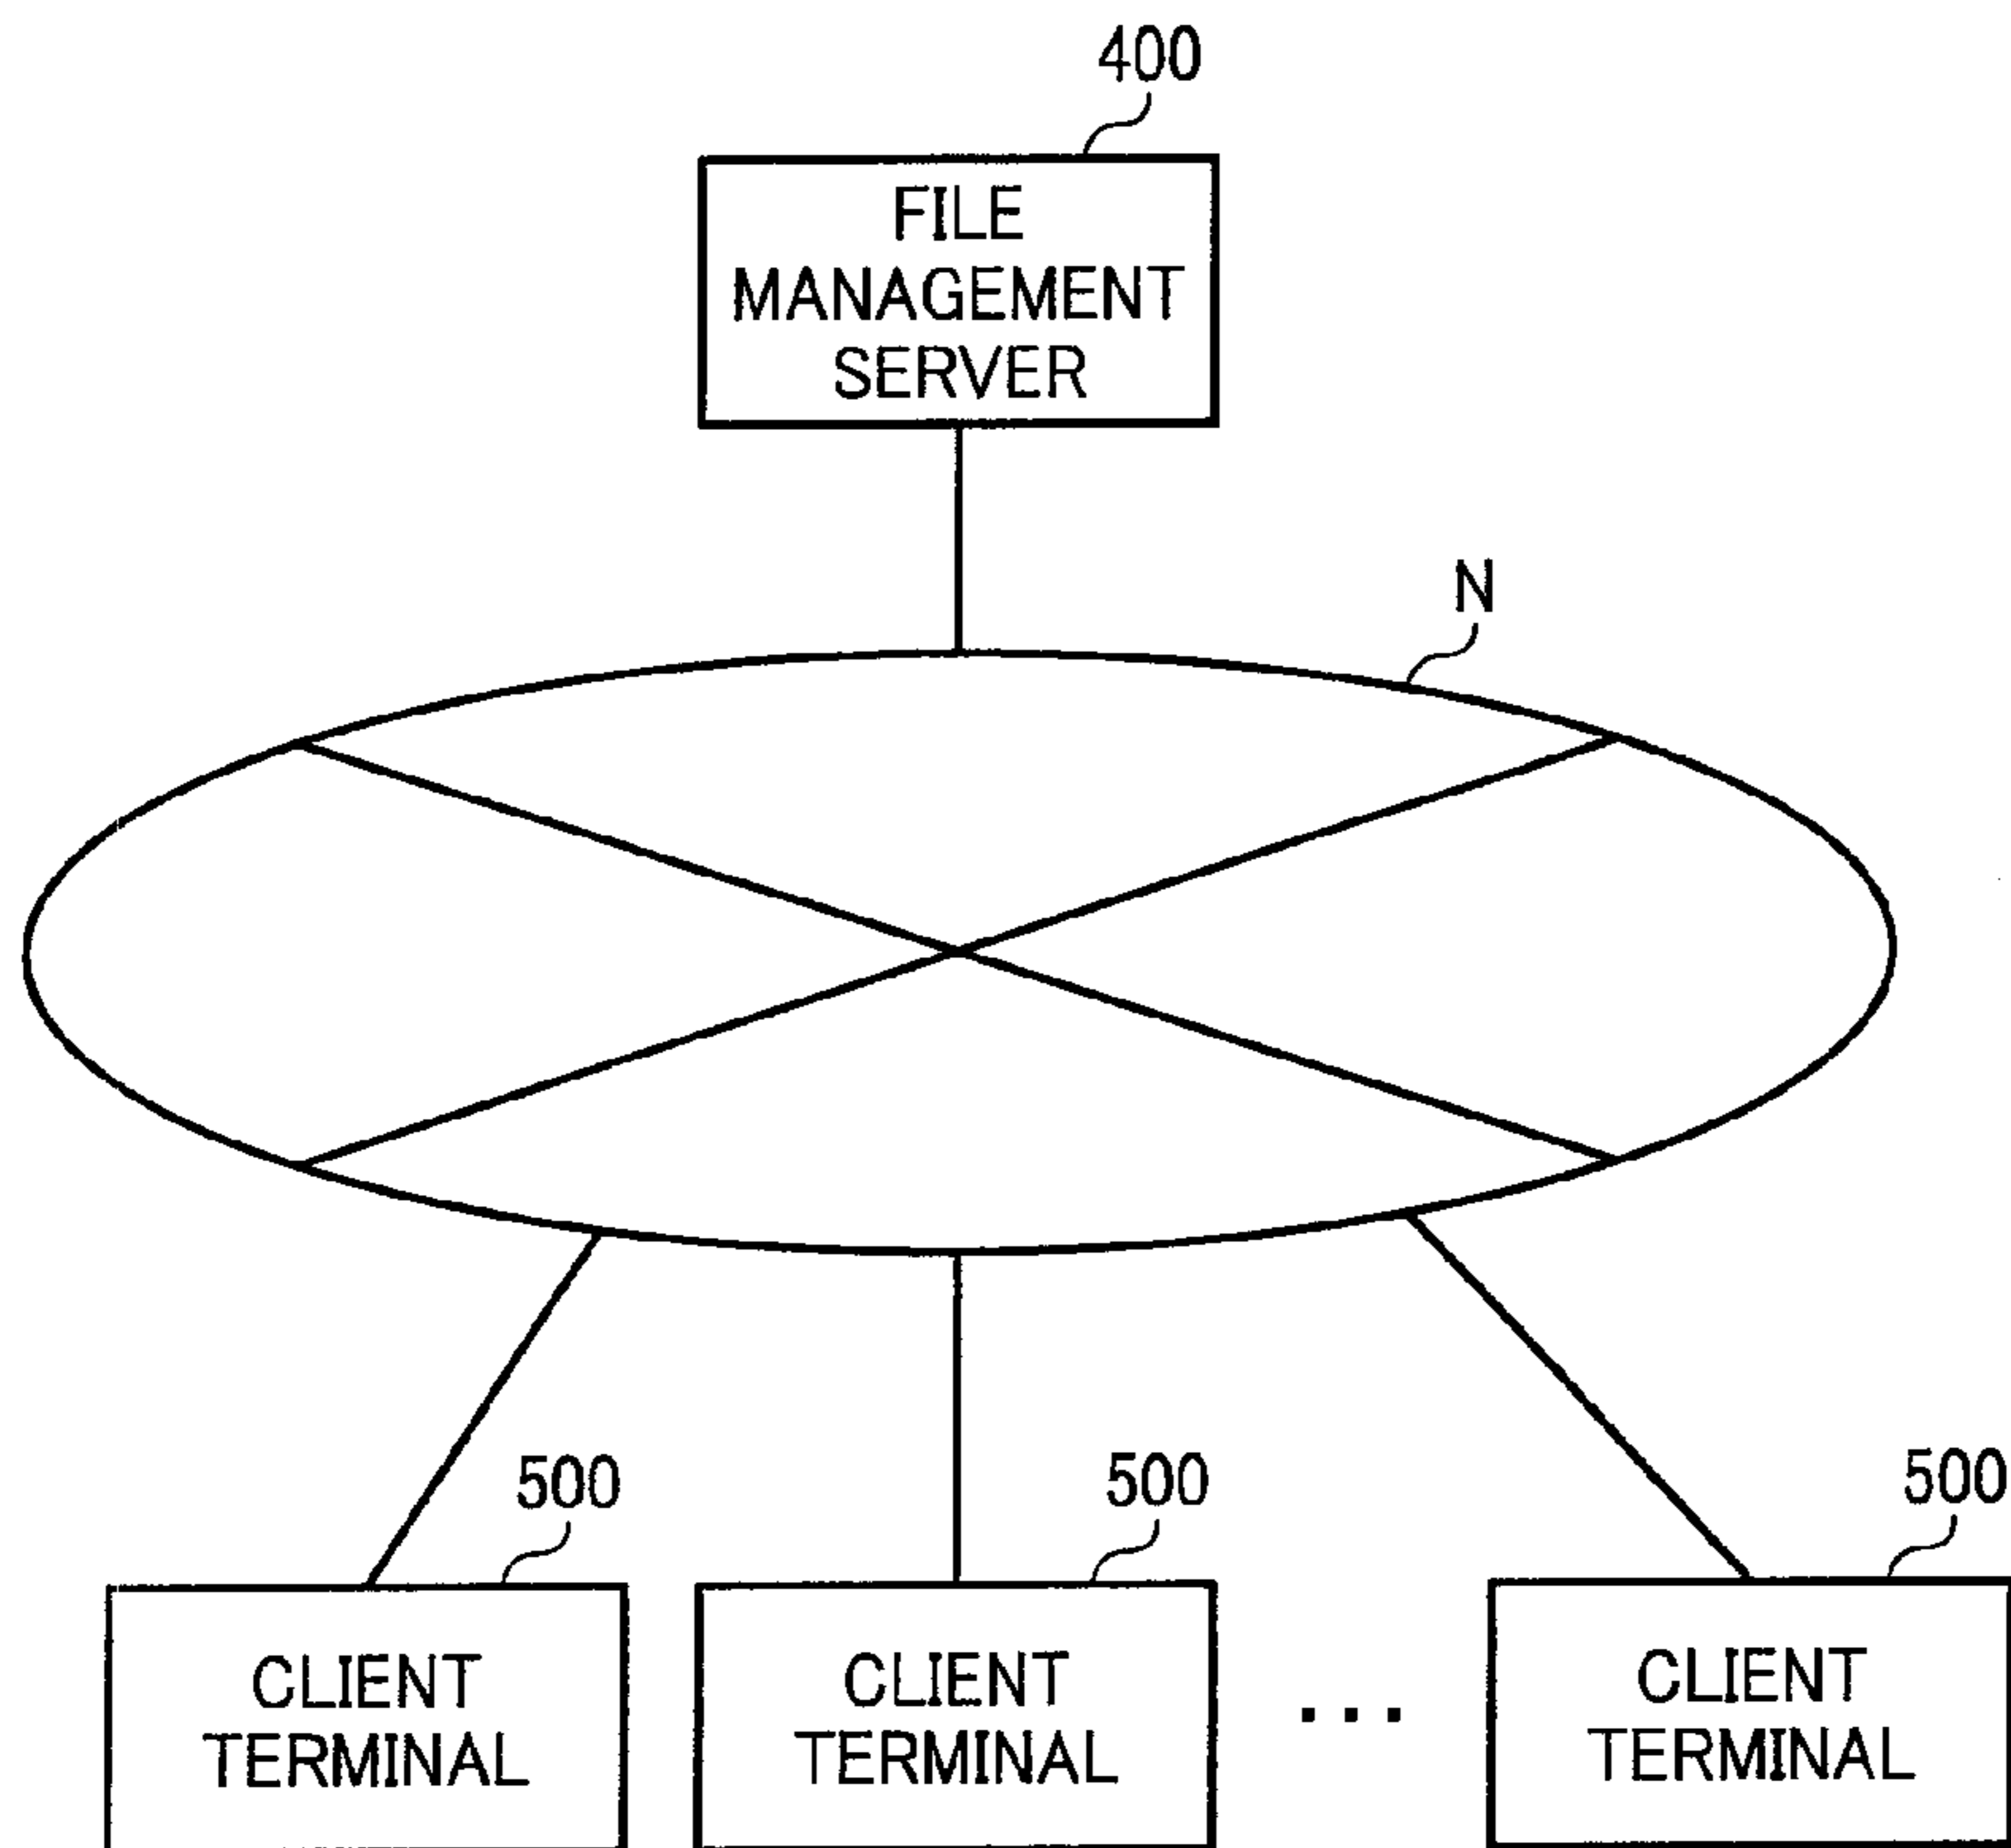 400
FILE
MANAGEMENT
SERVER
N
500
500
500
CLIENT
TERMINAL
CLIENT
TERMINAL
...
CLIENT
TERMINAL